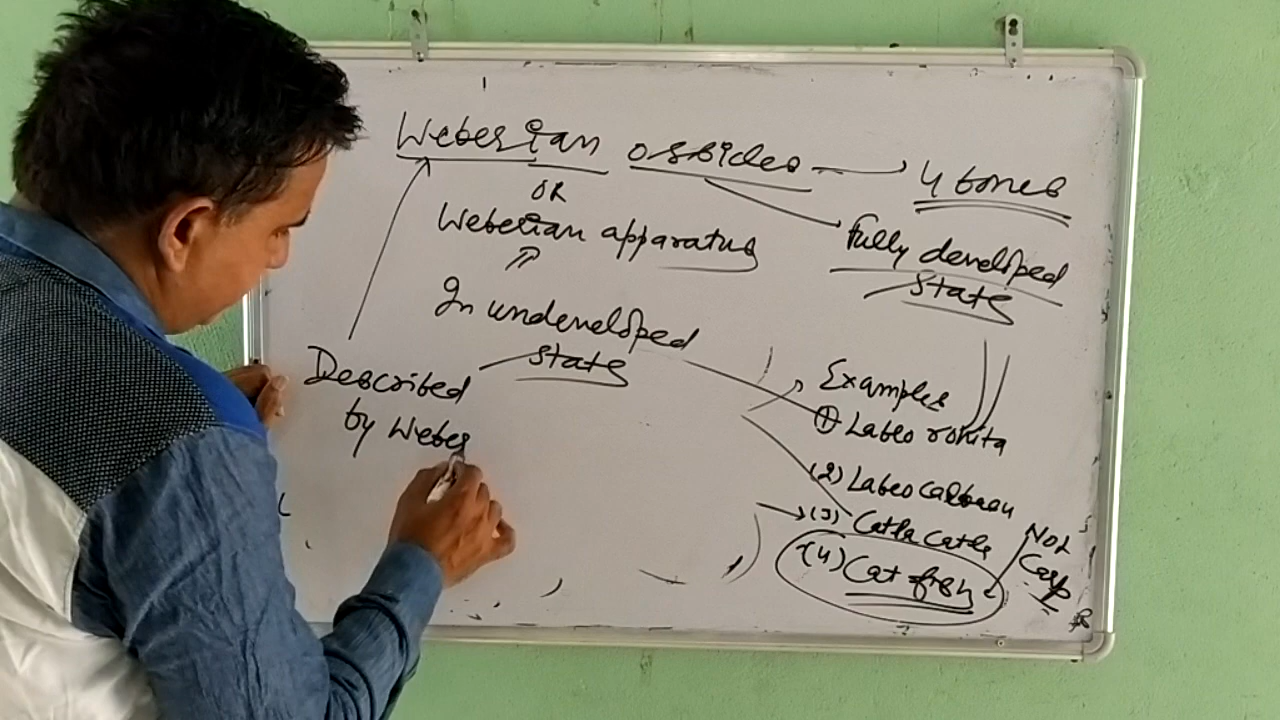 Weberian ossicles → 4 bones
OR
Weberian apparatus
Fully developed
state
In undeveloped
state
Described
by Weber
Examples
(1) Labeo rohita
(2) Labeo calbasu
(3) Catla Catla
(4) Cat fish
Not
Carp